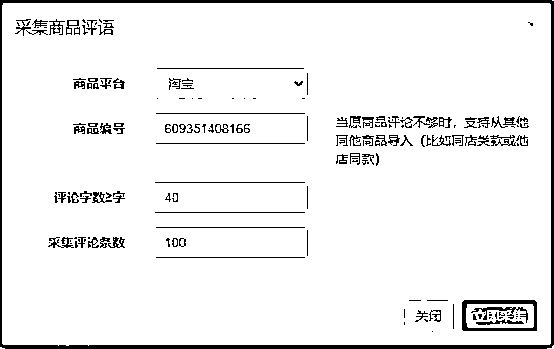 采集商品评语
商品平台
淘宝
商品编号
609351408166
当原商品评论不够时，支持从其他
同他商品导入（比如同店类款或他
店同款）
评论字数≥字
40
采集评论条数
100
关闭
立即采集